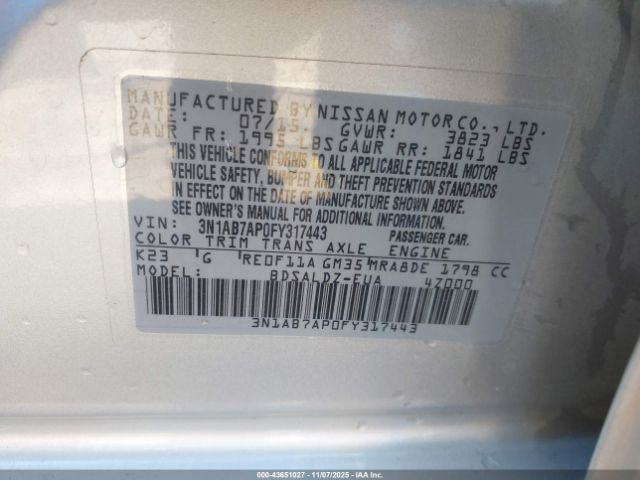 MANUFACTURED BY NISSAN MOTOR CO., LTD.
DATE: 07/15 GVWR: 3823 LBS
GAWR FR: 1995 LBS GAWR RR: 1841 LBS
THIS VEHICLE CONFORMS TO ALL APPLICABLE FEDERAL MOTOR
VEHICLE SAFETY, BUMPER AND THEFT PREVENTION STANDARDS
IN EFFECT ON THE DATE OF MANUFACTURE SHOWN ABOVE.
SEE OWNER'S MANUAL FOR ADDITIONAL INFORMATION.
VIN: 3N1AB7AP0FY317443 PASSENGER CAR.
COLOR TRIM TRANS AXLE ENGINE
K23 G RE0F11A GM35 MRA8DE 1798 CC
MODEL: BDSALDZ-EUA 4Z000
3N1AB7AP0FY317443
000-43651027 - 11/07/2025 - IAAI.COM